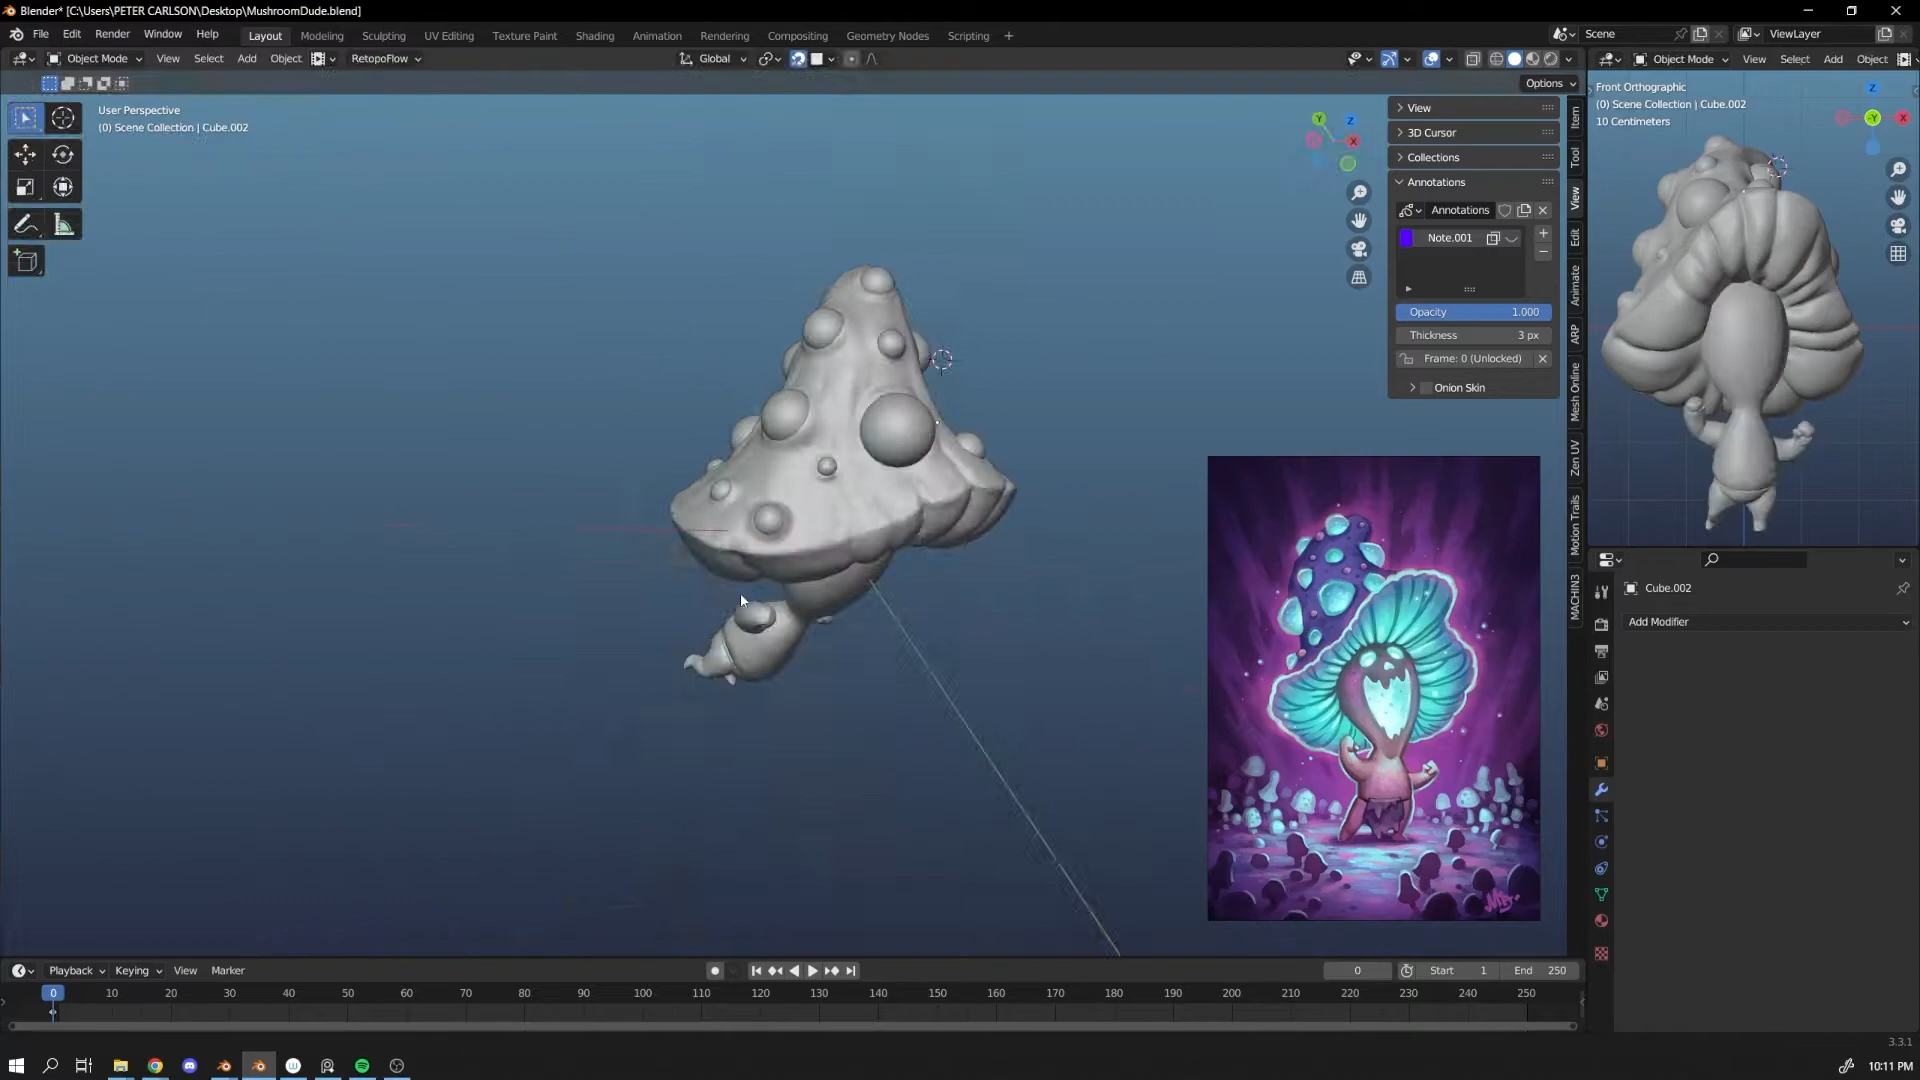 Blender* [C:\Users\PETER CARLSON\Desktop\MushroomDude.blend]
File Edit Render Window Help Layout Modeling Sculpting UV Editing Texture Paint Shading Animation Rendering Compositing Geometry Nodes Scripting + Scene ViewLayer
Object Mode View Select Add Object RetopoFlow Global Object Mode View Select Add Object
Options
User Perspective
(0) Scene Collection | Cube.002
View
3D Cursor
Collections
Annotations
Annotations
Note.001
Opacity 1.000
Thickness 3 px
Frame: 0 (Unlocked)
Onion Skin
Item
Tool
View
Edit
Animate
ARP
Mesh Online
Zen UV
Motion Trails
MACHIN3
Y
Z
X
Front Orthographic
(0) Scene Collection | Cube.002
10 Centimeters
Z
-Y
X
Cube.002
Add Modifier
Playback Keying View Marker 0 Start 1 End 250
0 10 20 30 40 50 60 70 80 90 100 110 120 130 140 150 160 170 180 190 200 210 220 230 240 250
3.3.1
10:11 PM